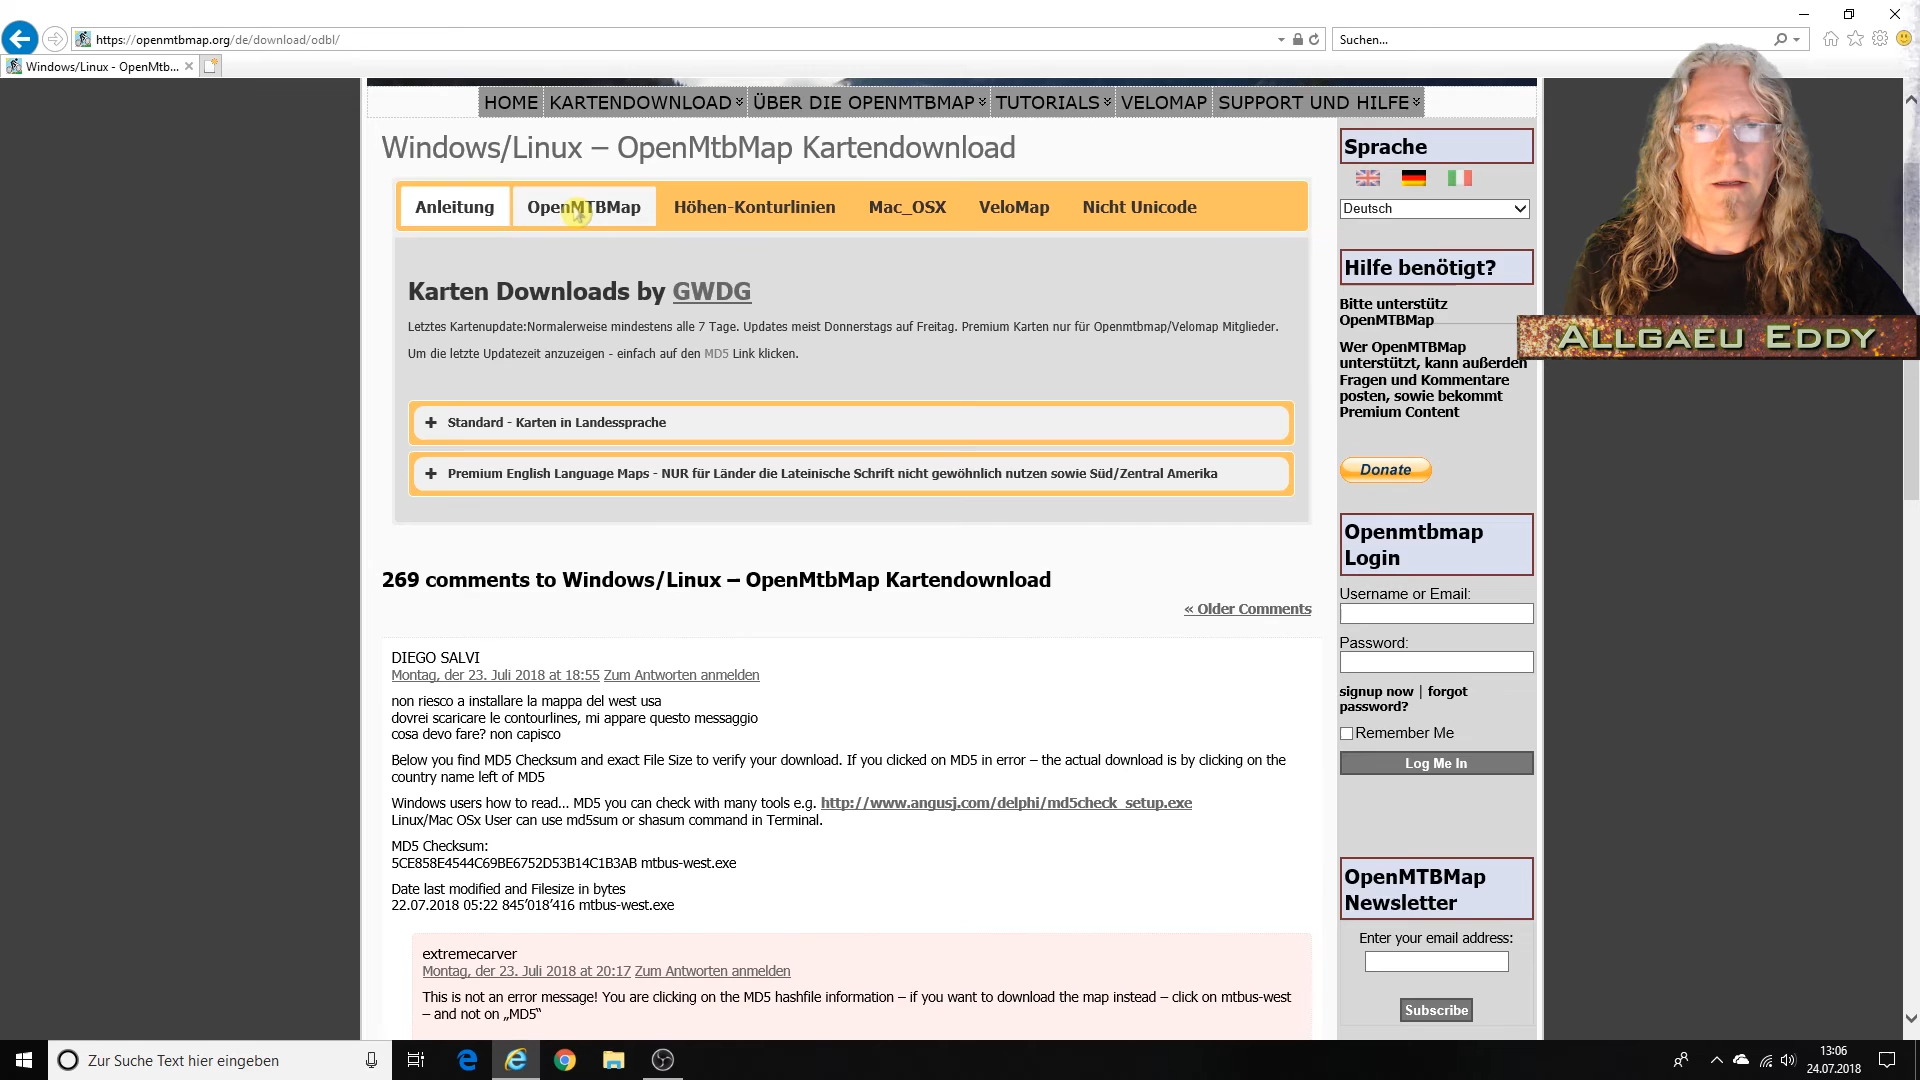 https://openmtbmap.org/de/download/odbl/
Suchen...
Windows/Linux - OpenMtb...
HOME KARTENDOWNLOAD ÜBER DIE OPENMTBMAP TUTORIALS VELOMAP SUPPORT UND HILFE
Windows/Linux – OpenMtbMap Kartendownload
Anleitung OpenMTBMap Höhen-Konturlinien Mac_OSX VeloMap Nicht Unicode
Karten Downloads by GWDG
Letztes Kartenupdate:Normalerweise mindestens alle 7 Tage. Updates meist Donnerstags auf Freitag. Premium Karten nur für Openmtbmap/Velomap Mitglieder.
Um die letzte Updatezeit anzuzeigen - einfach auf den MD5 Link klicken.
+ Standard - Karten in Landessprache
+ Premium English Language Maps - NUR für Länder die Lateinische Schrift nicht gewöhnlich nutzen sowie Süd/Zentral Amerika
269 comments to Windows/Linux – OpenMtbMap Kartendownload
« Older Comments
DIEGO SALVI
Montag, der 23. Juli 2018 at 18:55 Zum Antworten anmelden
non riesco a installare la mappa del west usa
dovrei scaricare le contourlines, mi appare questo messaggio
cosa devo fare? non capisco
Below you find MD5 Checksum and exact File Size to verify your download. If you clicked on MD5 in error – the actual download is by clicking on the
country name left of MD5
Windows users how to read... MD5 you can check with many tools e.g. http://www.angusj.com/delphi/md5check_setup.exe
Linux/Mac OSx User can use md5sum or shasum command in Terminal.
MD5 Checksum:
5CE858E4544C69BE6752D53B14C1B3AB mtbus-west.exe
Date last modified and Filesize in bytes
22.07.2018 05:22 845’018’416 mtbus-west.exe
extremecarver
Montag, der 23. Juli 2018 at 20:17 Zum Antworten anmelden
This is not an error message! You are clicking on the MD5 hashfile information – if you want to download the map instead – click on mtbus-west
– and not on „MD5“
Sprache
Deutsch
Hilfe benötigt?
Bitte unterstütz
OpenMTBMap
Wer OpenMTBMap
unterstützt, kann außerden
Fragen und Kommentare
posten, sowie bekommt
Premium Content
Donate
Openmtbmap
Login
Username or Email:
Password:
signup now | forgot
password?
Remember Me
Log Me In
OpenMTBMap
Newsletter
Enter your email address:
Subscribe
Allgaeu Eddy
Zur Suche Text hier eingeben
13:06
24.07.2018